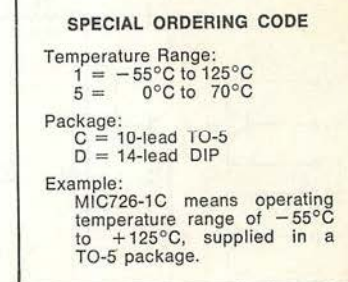 SPECIAL ORDERING CODE
Temperature Range:
1 = −55°C to 125°C
5 = 0°C to 70°C
Package:
C = 10-lead TO-5
D = 14-lead DIP
Example:
MIC726-1C means operating
temperature range of −55°C
to +125°C, supplied in a
TO-5 package.